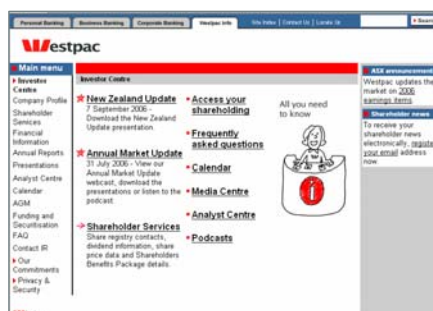 Personal Banking
Business Banking
Corporate Banking
Westpac Info
Site Index | Contact Us | Locate Us
Westpac
Main menu
Investor
Centre
Company Profile
Shareholder
Services
Financial
Information
Annual Reports
Presentations
Analyst Centre
Calendar
AGM
Funding and
Securitisation
FAQ
Contact IR
Our
Commitments
Privacy &
Security
Investor Centre
New Zealand Update
7 September 2006 -
Download the New Zealand
Update presentation.
Annual Market Update
31 July 2006 - View our
Annual Market Update
webcast, download the
presentations or listen to the
podcast.
Shareholder Services
Share registry contacts,
dividend information, share
price data and Shareholders
Benefits Package details.
Access your
shareholding
Frequently
asked questions
Calendar
Media Centre
Analyst Centre
Podcasts
All you need
to know
i
ASX announcement
Westpac updates the
market on 2006
earnings items.
Shareholder news
To receive your
shareholder news
electronically, registe
your email address
now.